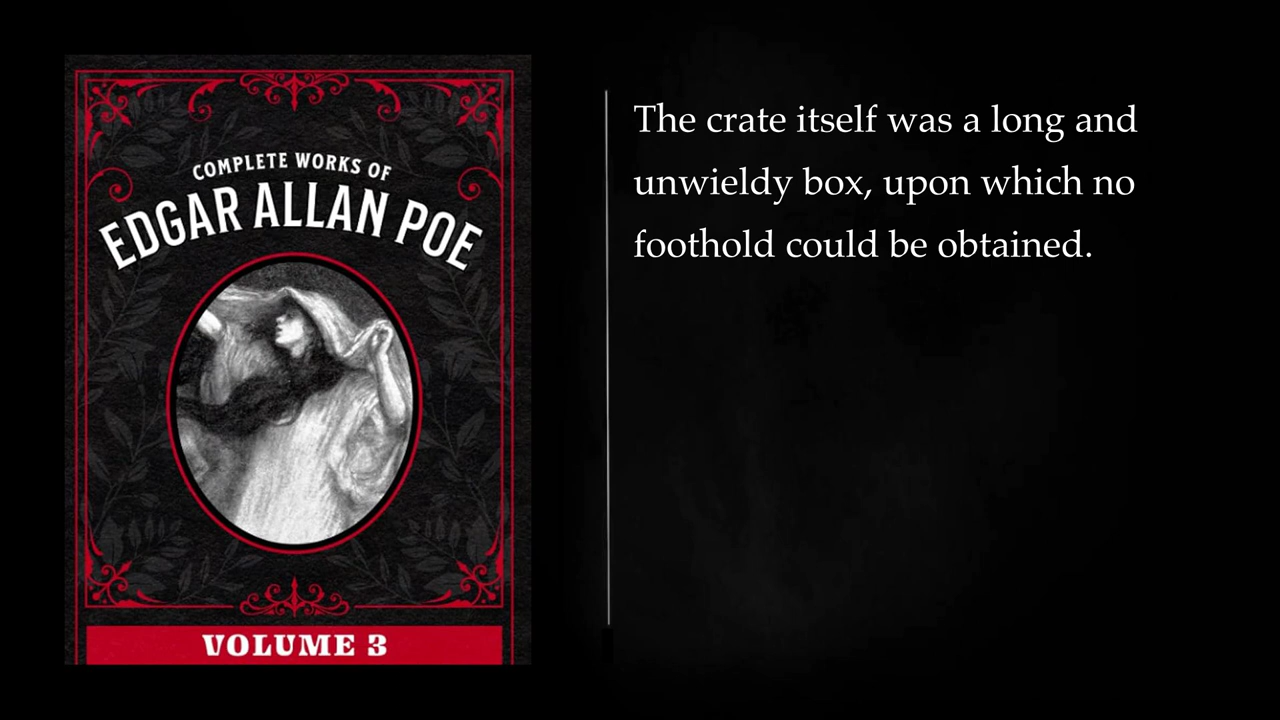 COMPLETE WORKS OF
EDGAR ALLAN POE
VOLUME 3
The crate itself was a long and
unwieldy box, upon which no
foothold could be obtained.